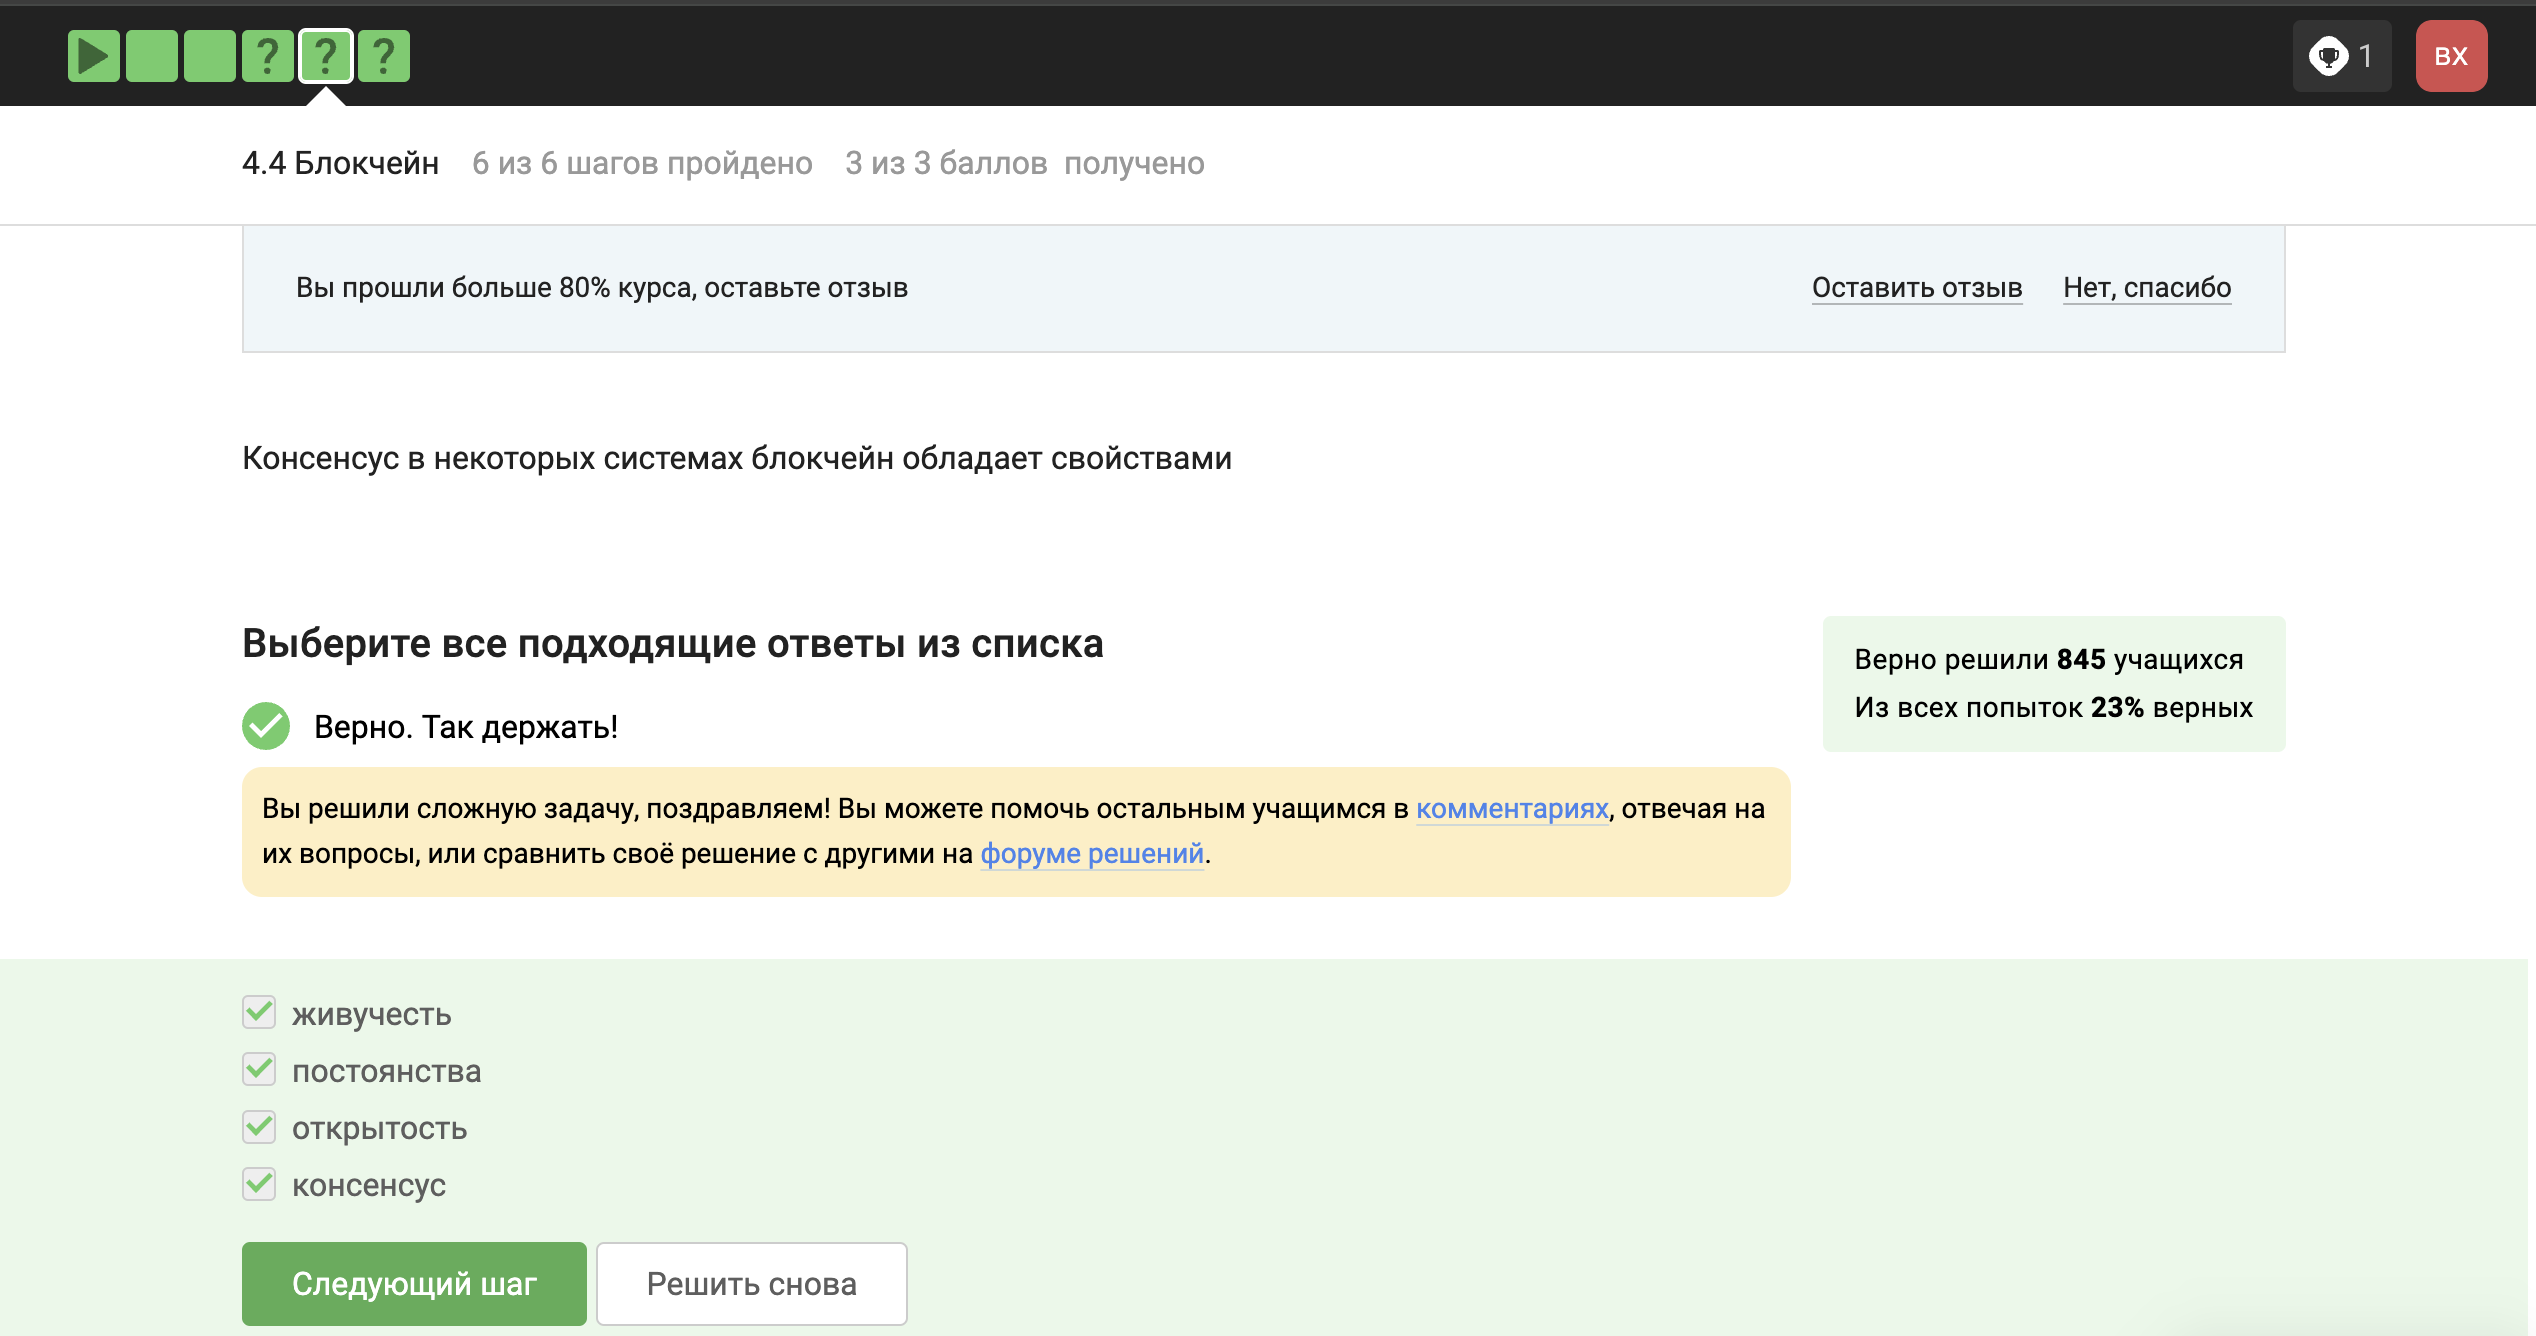 ? ? ?
1
ВХ
4.4 Блокчейн 6 из 6 шагов пройдено 3 из 3 баллов получено
Вы прошли больше 80% курса, оставьте отзыв Оставить отзыв Нет, спасибо
Консенсус в некоторых системах блокчейн обладает свойствами
Выберите все подходящие ответы из списка
Верно решили 845 учащихся
Из всех попыток 23% верных
Верно. Так держать!
Вы решили сложную задачу, поздравляем! Вы можете помочь остальным учащимся в комментариях, отвечая на
их вопросы, или сравнить своё решение с другими на форуме решений.
живучесть
постоянства
открытость
консенсус
Следующий шаг Решить снова